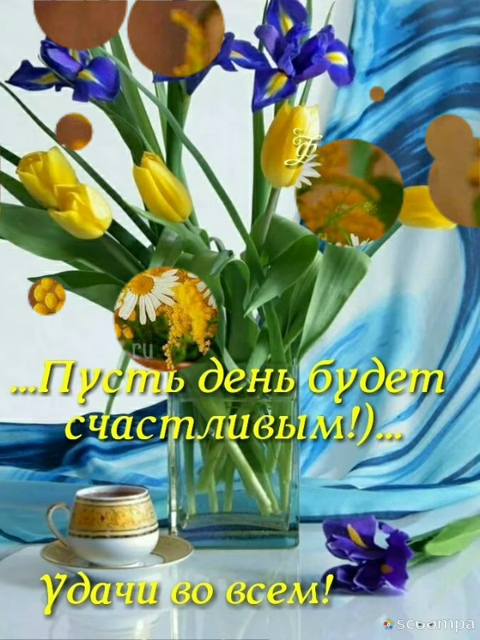 ...Пусть день будет
счастливым!)...
Удачи во всем!
scoompa